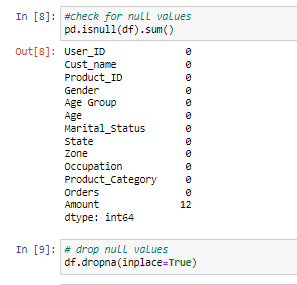 In [8]: #check for null values
pd.isnull(df).sum()
Out[8]: User_ID 0
Cust_name 0
Product_ID 0
Gender 0
Age Group 0
Age 0
Marital_Status 0
State 0
Zone 0
Occupation 0
Product_Category 0
Orders 0
Amount 12
dtype: int64
In [9]: # drop null values
df.dropna(inplace=True)